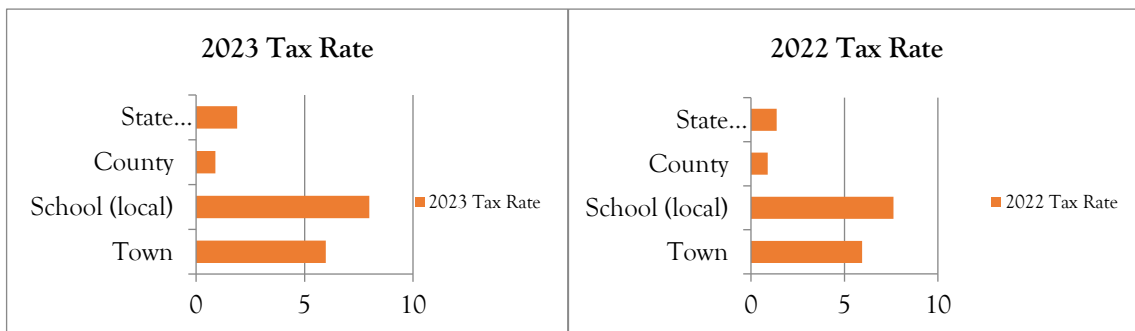 2023 Tax Rate
State...
County
School (local)
Town
0 5 10
2023 Tax Rate
2022 Tax Rate
State...
County
School (local)
Town
0 5 10
2022 Tax Rate